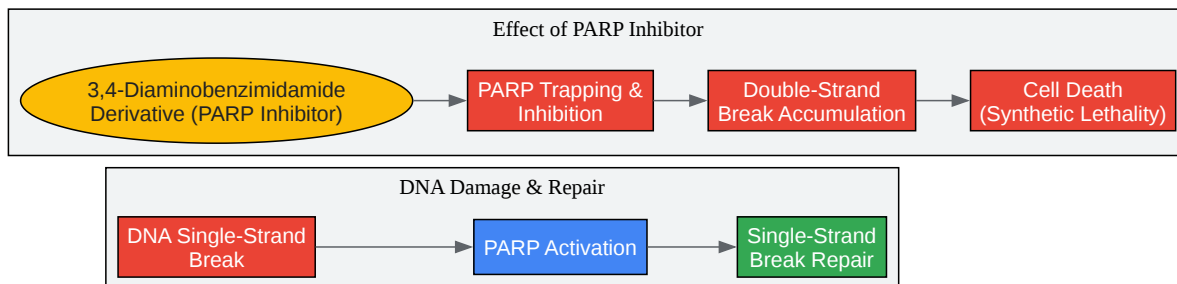 Effect of PARP Inhibitor
3,4-Diaminobenzimidamide
Derivative (PARP Inhibitor)
PARP Trapping &
Inhibition
Double-Strand
Break Accumulation
Cell Death
(Synthetic Lethality)
DNA Damage & Repair
DNA Single-Strand
Break
PARP Activation
Single-Strand
Break Repair